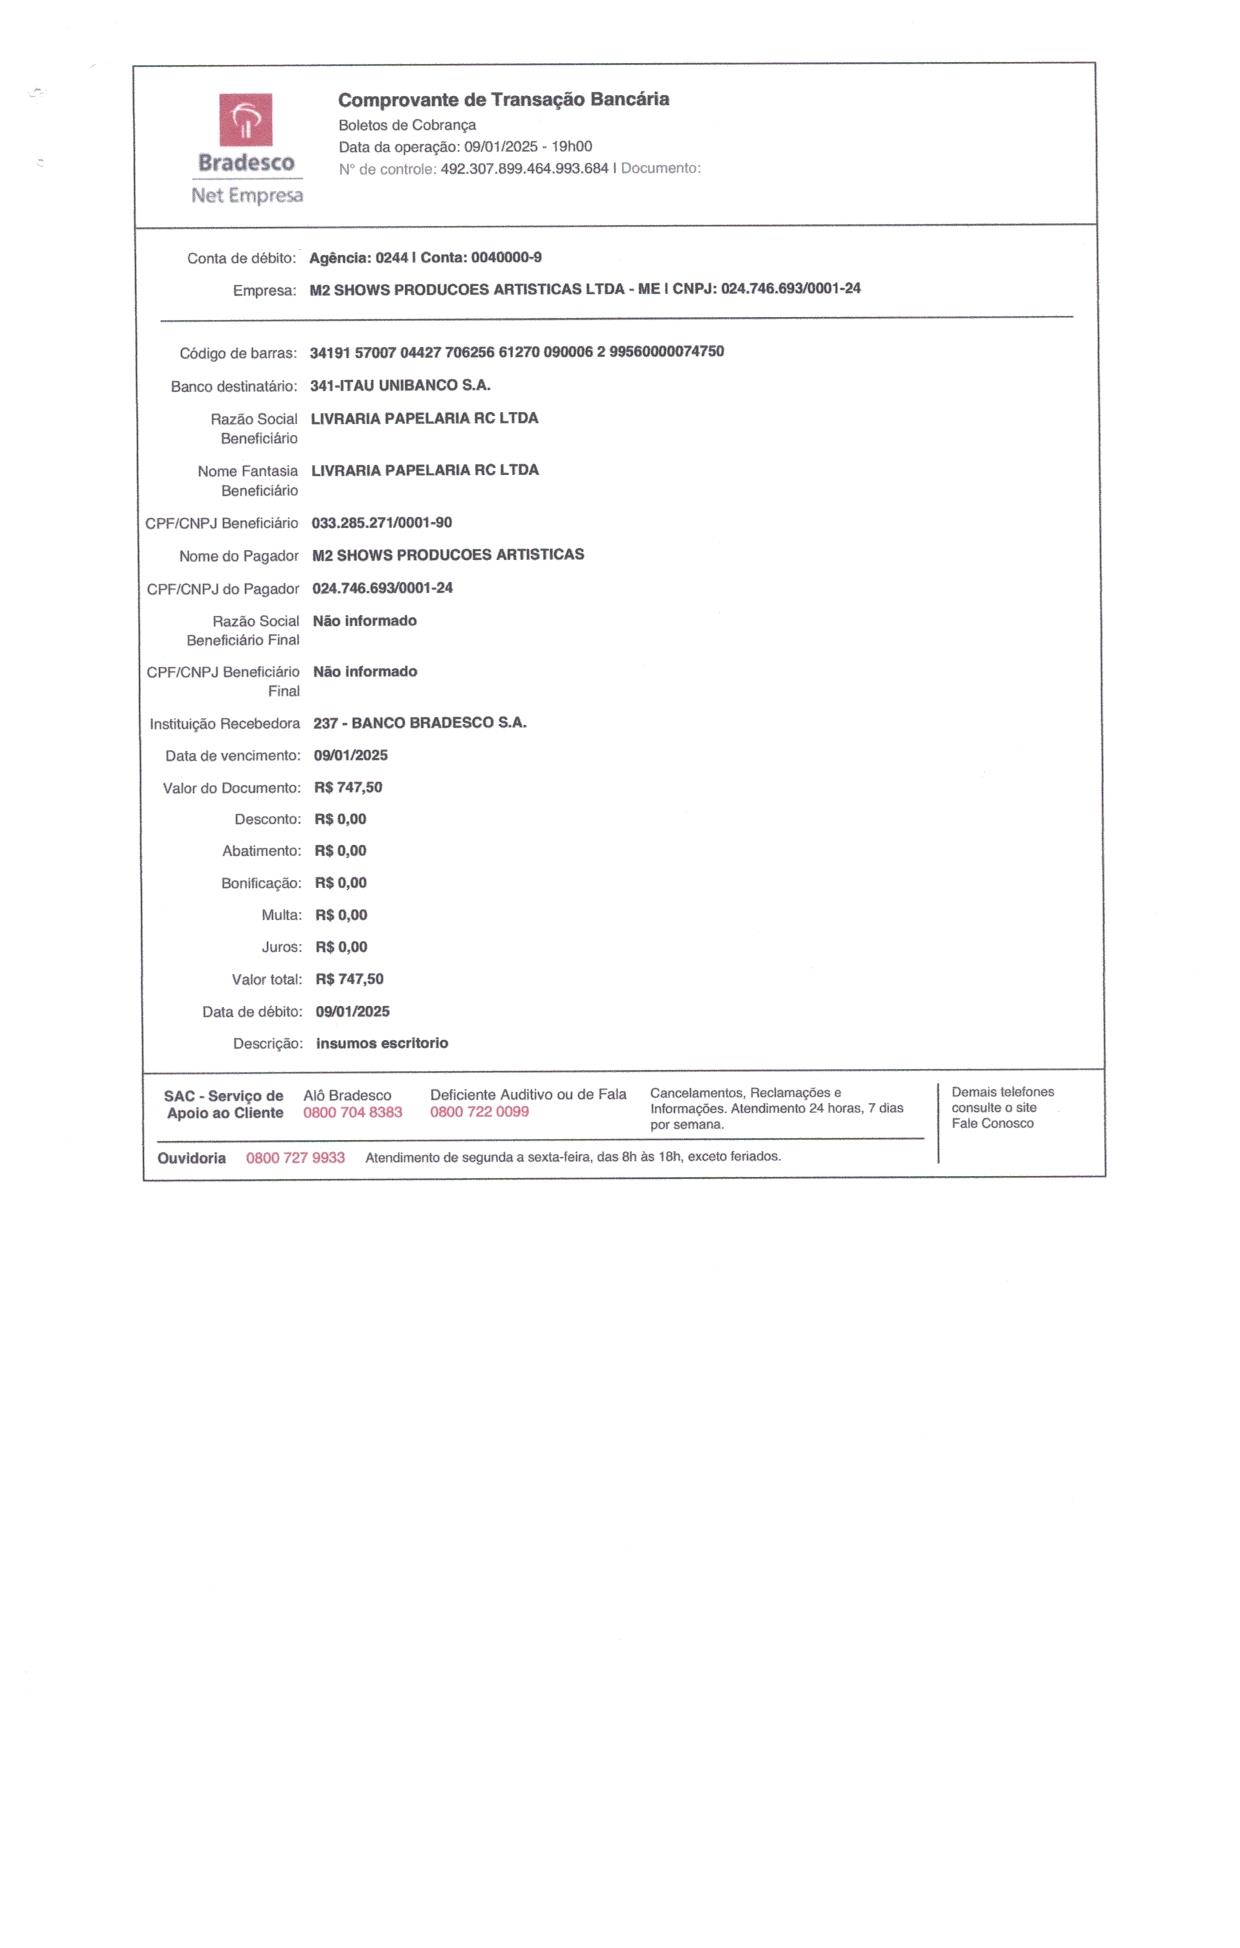 Bradesco
Net Empresa
Comprovante de Transação Bancária
Boletos de Cobrança
Data da operação: 09/01/2025 - 19h00
N° de controle: 492.307.899.464.993.684 | Documento:
Conta de débito: Agência: 0244 | Conta: 0040000-9
Empresa: M2 SHOWS PRODUCOES ARTISTICAS LTDA - ME | CNPJ: 024.746.693/0001-24
Código de barras: 34191 57007 04427 706256 61270 090006 2 99560000074750
Banco destinatário: 341-ITAU UNIBANCO S.A.
Razão Social LIVRARIA PAPELARIA RC LTDA
Beneficiário
Nome Fantasia LIVRARIA PAPELARIA RC LTDA
Beneficiário
CPF/CNPJ Beneficiário 033.285.271/0001-90
Nome do Pagador M2 SHOWS PRODUCOES ARTISTICAS
CPF/CNPJ do Pagador 024.746.693/0001-24
Razão Social Não informado
Beneficiário Final
CPF/CNPJ Beneficiário Não informado
Final
Instituição Recebedora 237 - BANCO BRADESCO S.A.
Data de vencimento: 09/01/2025
Valor do Documento: R$ 747,50
Desconto: R$ 0,00
Abatimento: R$ 0,00
Bonificação: R$ 0,00
Multa: R$ 0,00
Juros: R$ 0,00
Valor total: R$ 747,50
Data de débito: 09/01/2025
Descrição: insumos escritorio
SAC - Serviço de
Apoio ao Cliente
Alô Bradesco
0800 704 8383
Deficiente Auditivo ou de Fala
0800 722 0099
Cancelamentos, Reclamações e
Informações. Atendimento 24 horas, 7 dias
por semana.
Demais telefones
consulte o site
Fale Conosco
Ouvidoria 0800 727 9933 Atendimento de segunda a sexta-feira, das 8h às 18h, exceto feriados.